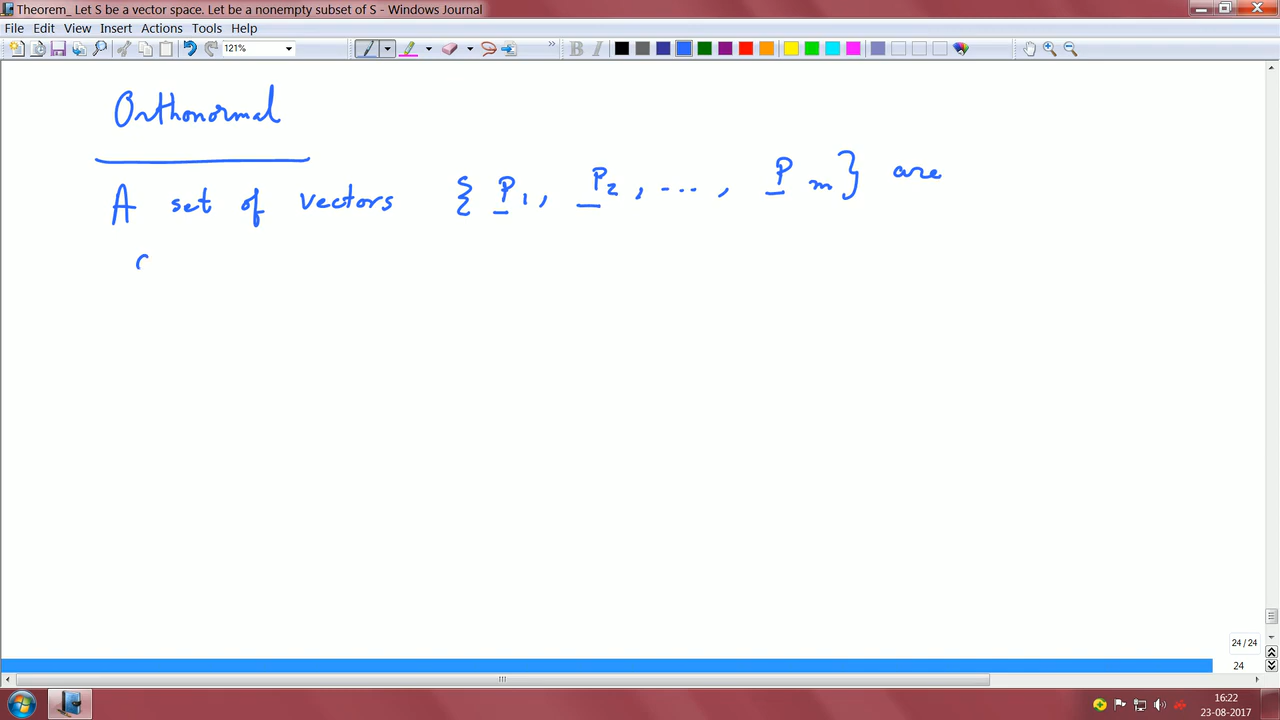 Theorem_ Let S be a vector space. Let be a nonempty subset of S - Windows Journal
File Edit View Insert Actions Tools Help
121%
Orthonormal
A set of vectors { P1, P2, ..., Pm } are
24 / 24
24
16:22
23-08-2017